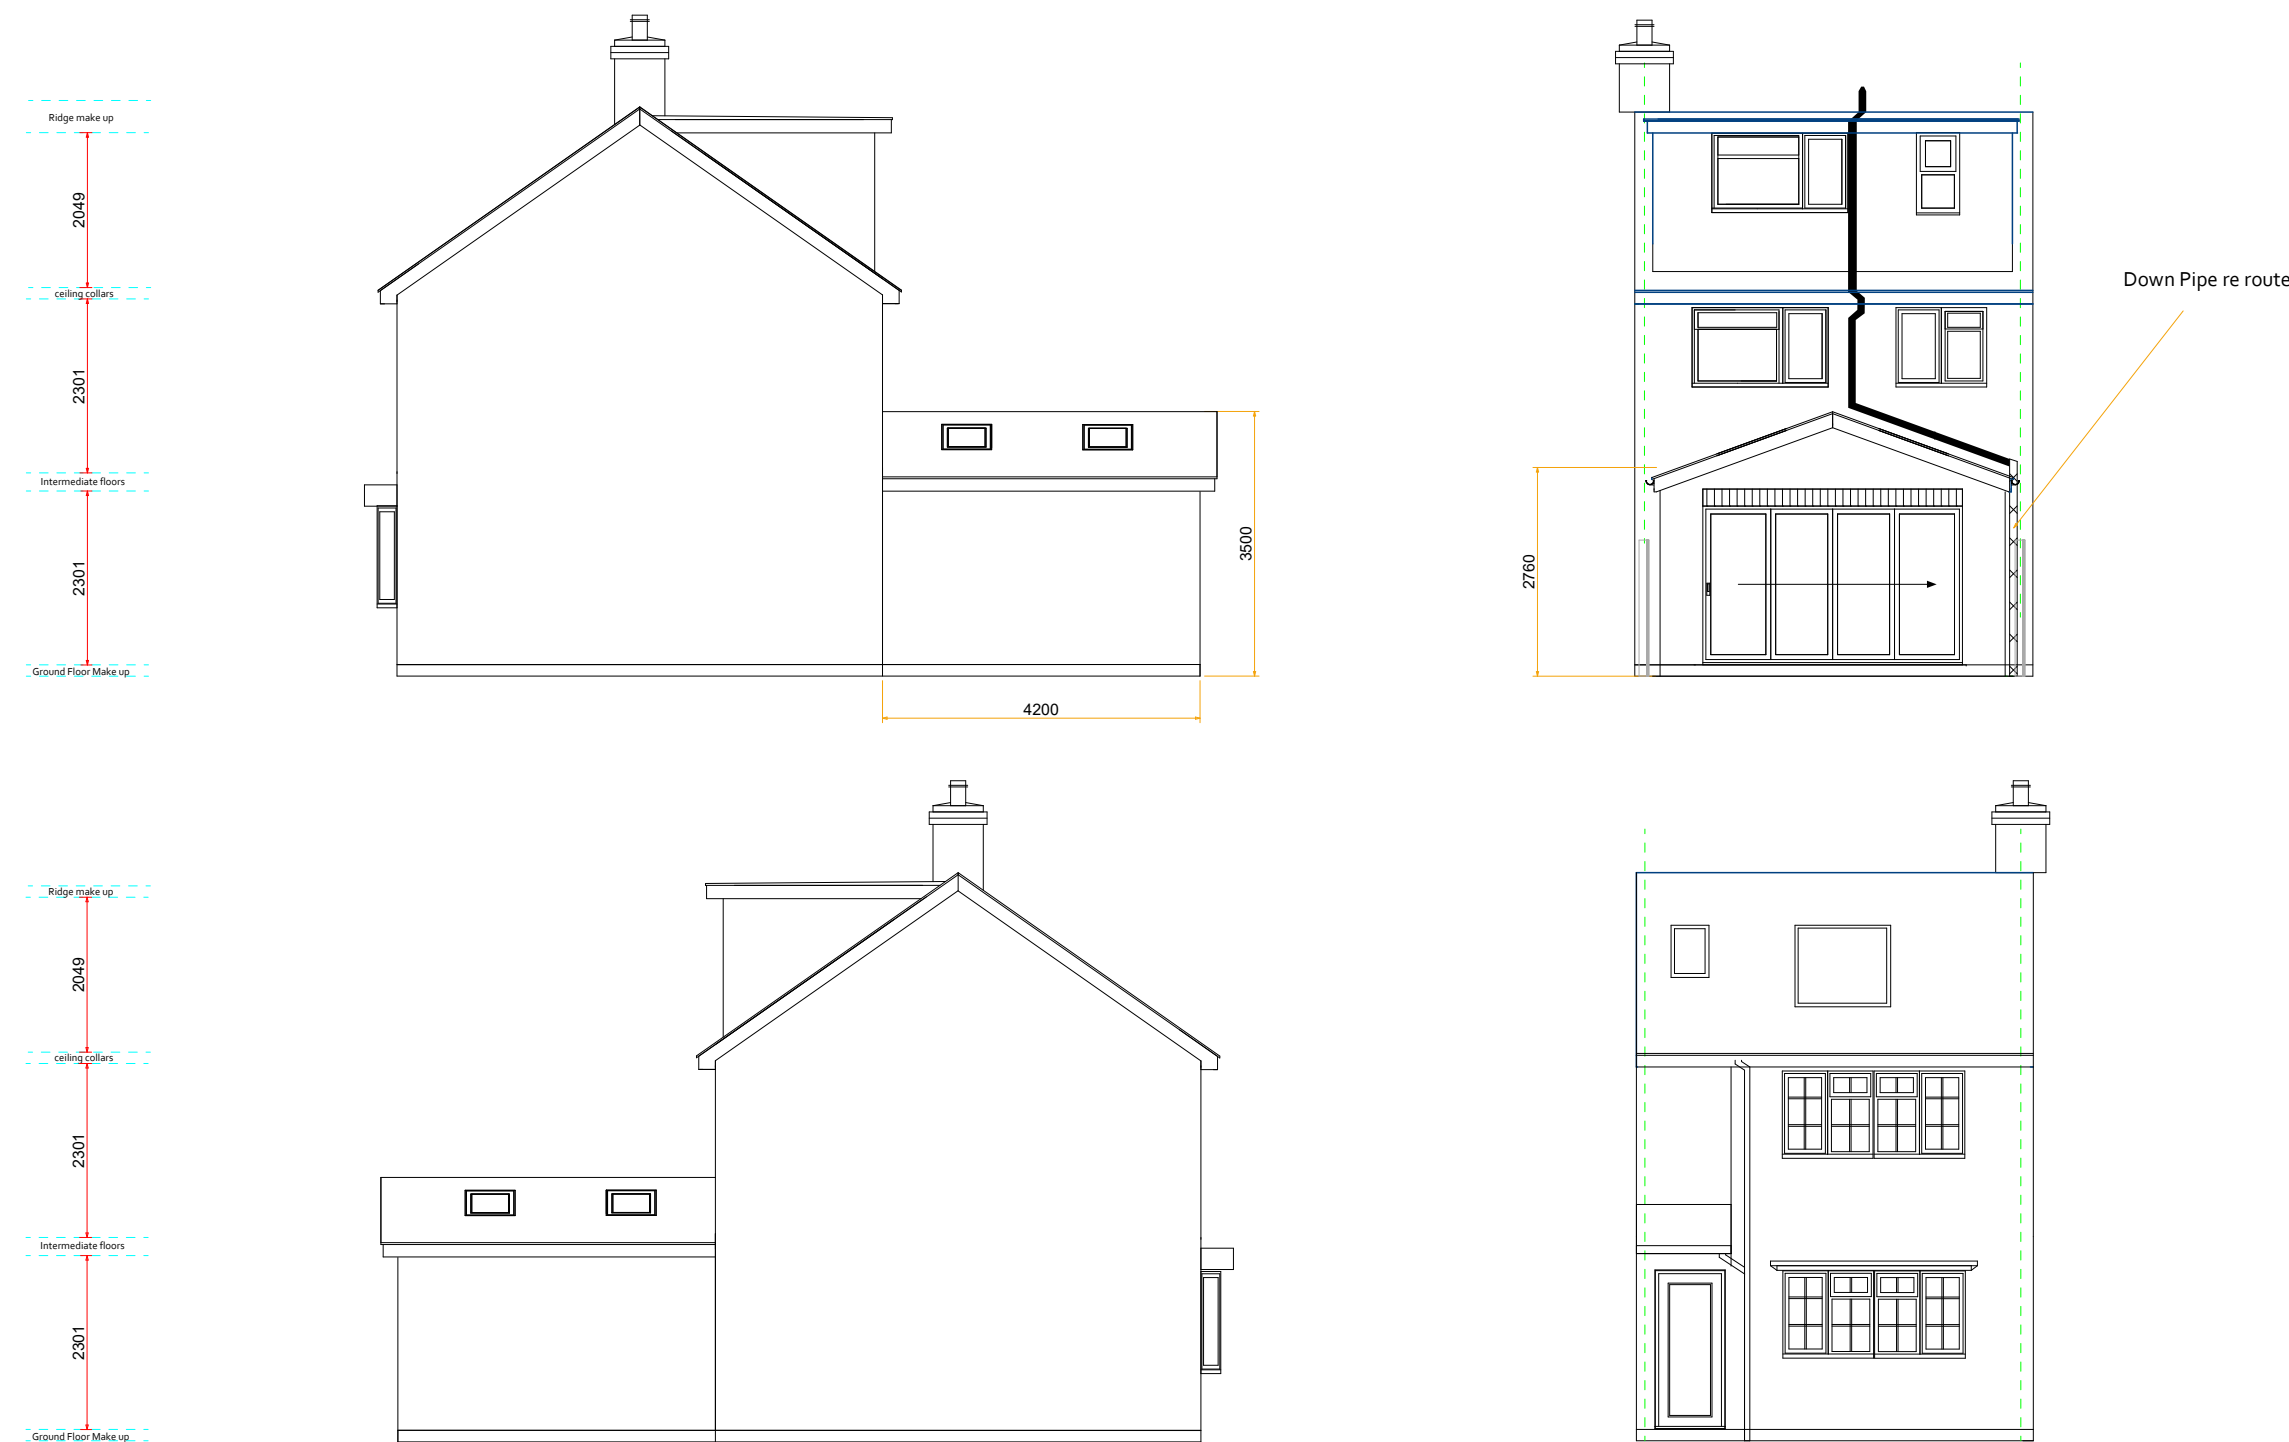 Ridge make up
2049
ceiling collars
2301
Intermediate floors
2301
Ground Floor Make up
3500
4200
2760
Down Pipe re route
Ridge make up
2049
ceiling collars
2301
Intermediate floors
2301
Ground Floor Make up